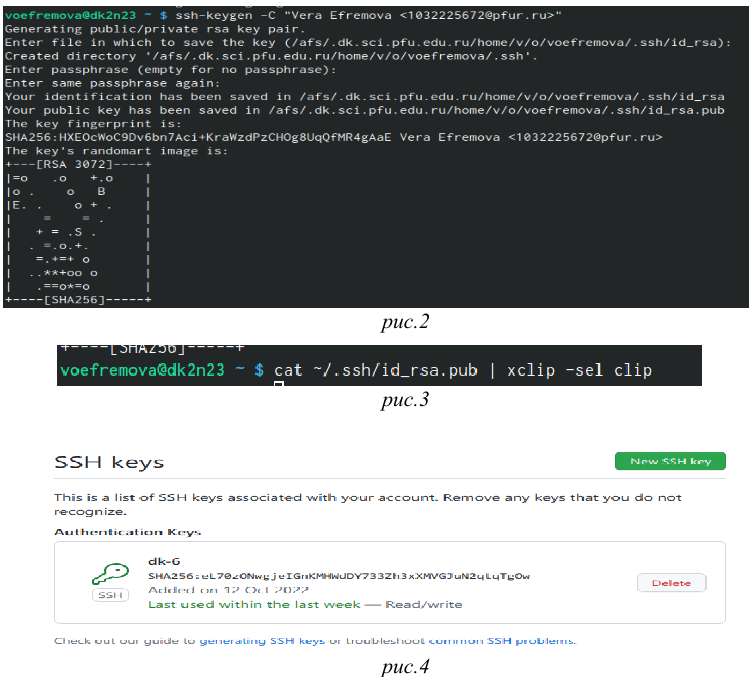 voefremova@dk2n23 ~ $ ssh-keygen -C "Vera Efremova <1032225672@pfur.ru>"
Generating public/private rsa key pair.
Enter file in which to save the key (/afs/.dk.sci.pfu.edu.ru/home/v/o/voefremova/.ssh/id_rsa):
Created directory '/afs/.dk.sci.pfu.edu.ru/home/v/o/voefremova/.ssh'.
Enter passphrase (empty for no passphrase):
Enter same passphrase again:
Your identification has been saved in /afs/.dk.sci.pfu.edu.ru/home/v/o/voefremova/.ssh/id_rsa
Your public key has been saved in /afs/.dk.sci.pfu.edu.ru/home/v/o/voefremova/.ssh/id_rsa.pub
The key fingerprint is:
SHA256:HXEOcWoC9Dv6bn7Aci+KraWzdPzCHOg8UqQfMR4gAaE Vera Efremova <1032225672@pfur.ru>
The key's randomart image is:
+---[RSA 3072]----+
|=o   .o   +.o    |
|o .    o   B     |
|E. .    o + .    |
|    =    = .     |
|   + = .S .      |
|  . =.o.+.       |
|   =.+=+ o       |
|  ..**+oo o      |
|   .==o*=o       |
+----[SHA256]-----+
рис.2
+----[SHA256]-----+
voefremova@dk2n23 ~ $ cat ~/.ssh/id_rsa.pub | xclip -sel clip
рис.3
SSH keys
New SSH key
This is a list of SSH keys associated with your account. Remove any keys that you do not
recognize.
Authentication Keys
dk-G
SHA256:eL70zONwgjeIGnKMHWdDY733Zh3xXMVGJuN2qtqTgOw
Added on 12 Oct 2022
Last used within the last week — Read/write
SSH
Delete
Check out our guide to generating SSH keys or troubleshoot common SSH problems.
рис.4